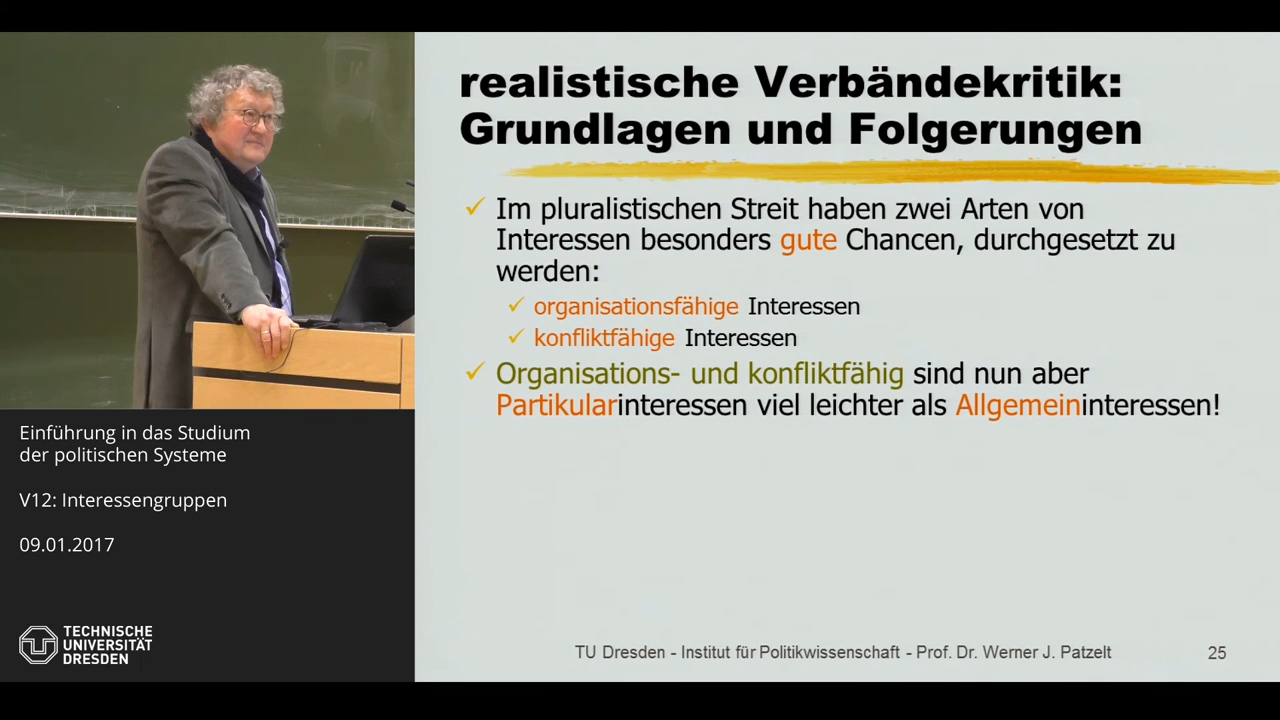 realistische Verbändekritik:
Grundlagen und Folgerungen
Im pluralistischen Streit haben zwei Arten von
Interessen besonders gute Chancen, durchgesetzt zu
werden:
organisationsfähige Interessen
konfliktfähige Interessen
Organisations- und konfliktfähig sind nun aber
Partikularinteressen viel leichter als Allgemeininteressen!
Einführung in das Studium
der politischen Systeme
V12: Interessengruppen
09.01.2017
TECHNISCHE
UNIVERSITÄT
DRESDEN
TU Dresden - Institut für Politikwissenschaft - Prof. Dr. Werner J. Patzelt
25